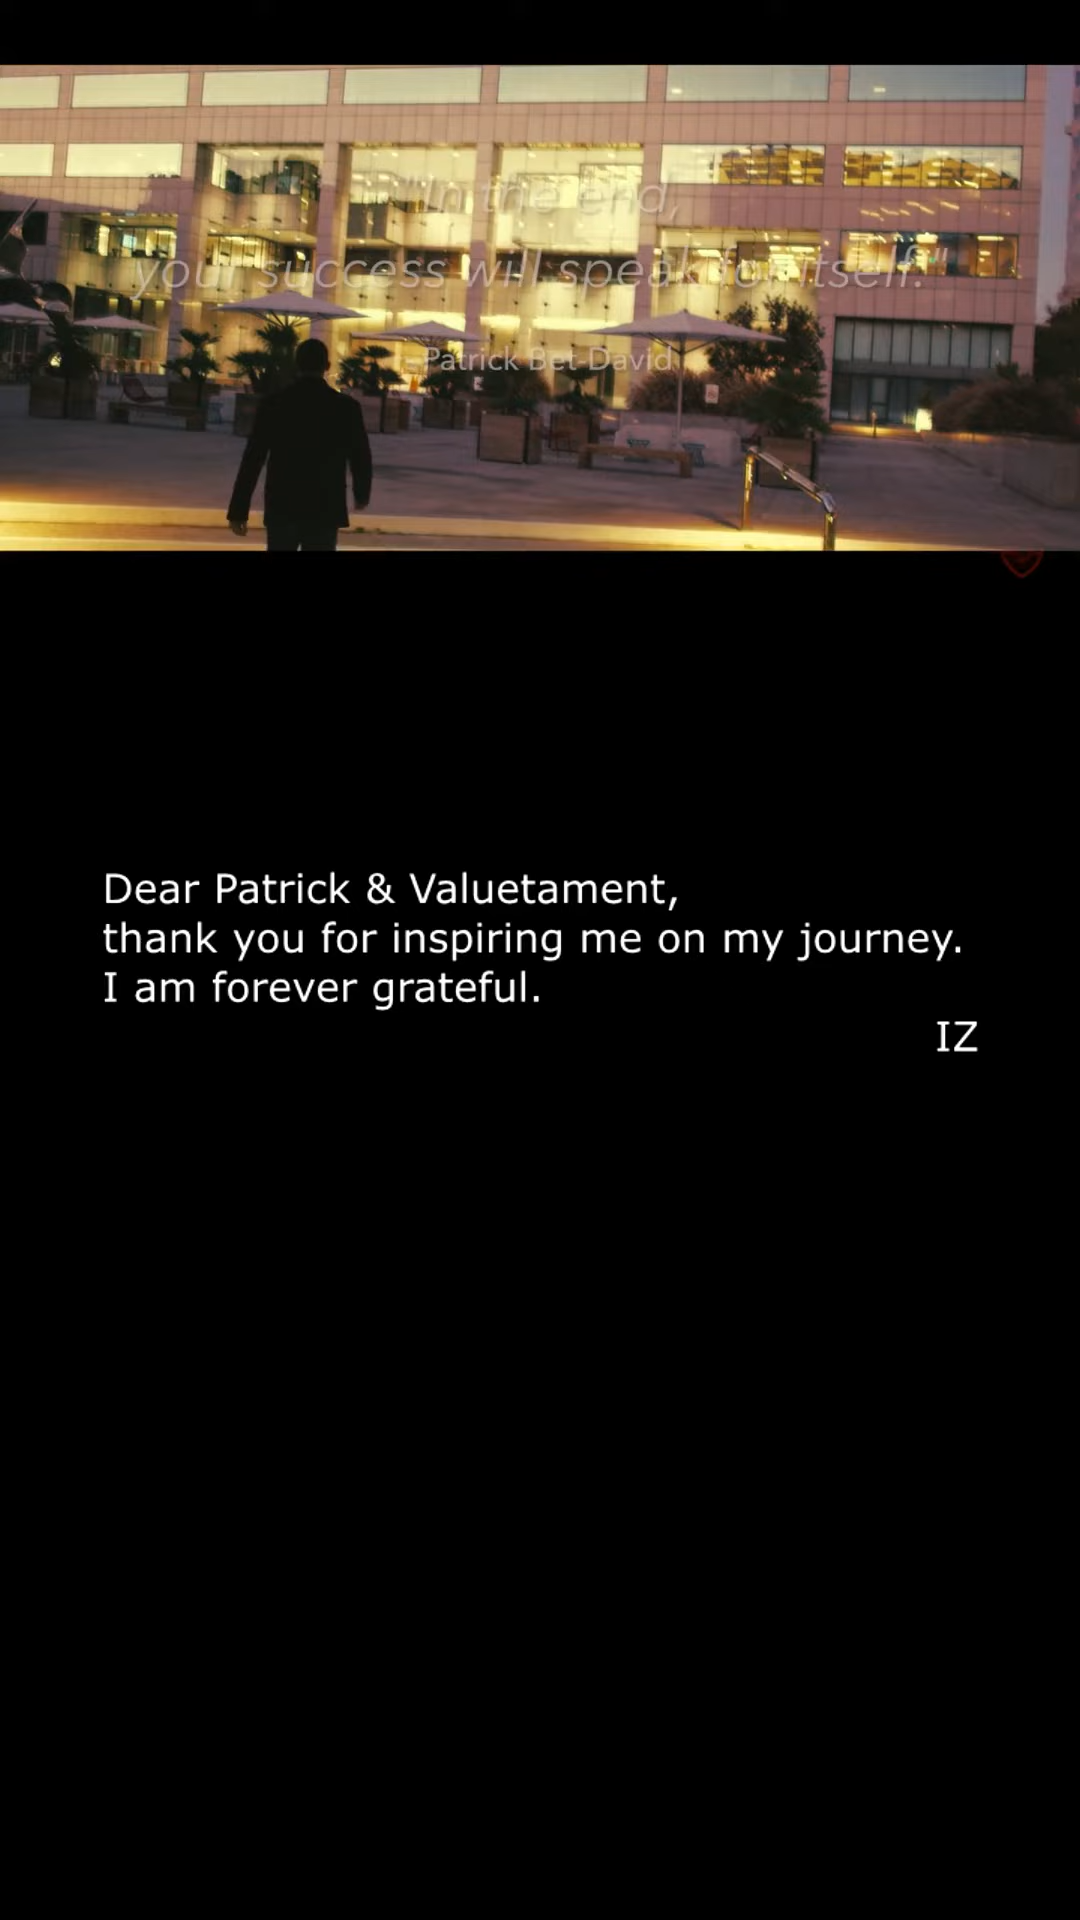 "In the end,
your success will speak for itself."
-Patrick Bet-David
Dear Patrick & Valuetament,
thank you for inspiring me on my journey.
I am forever grateful.
IZ